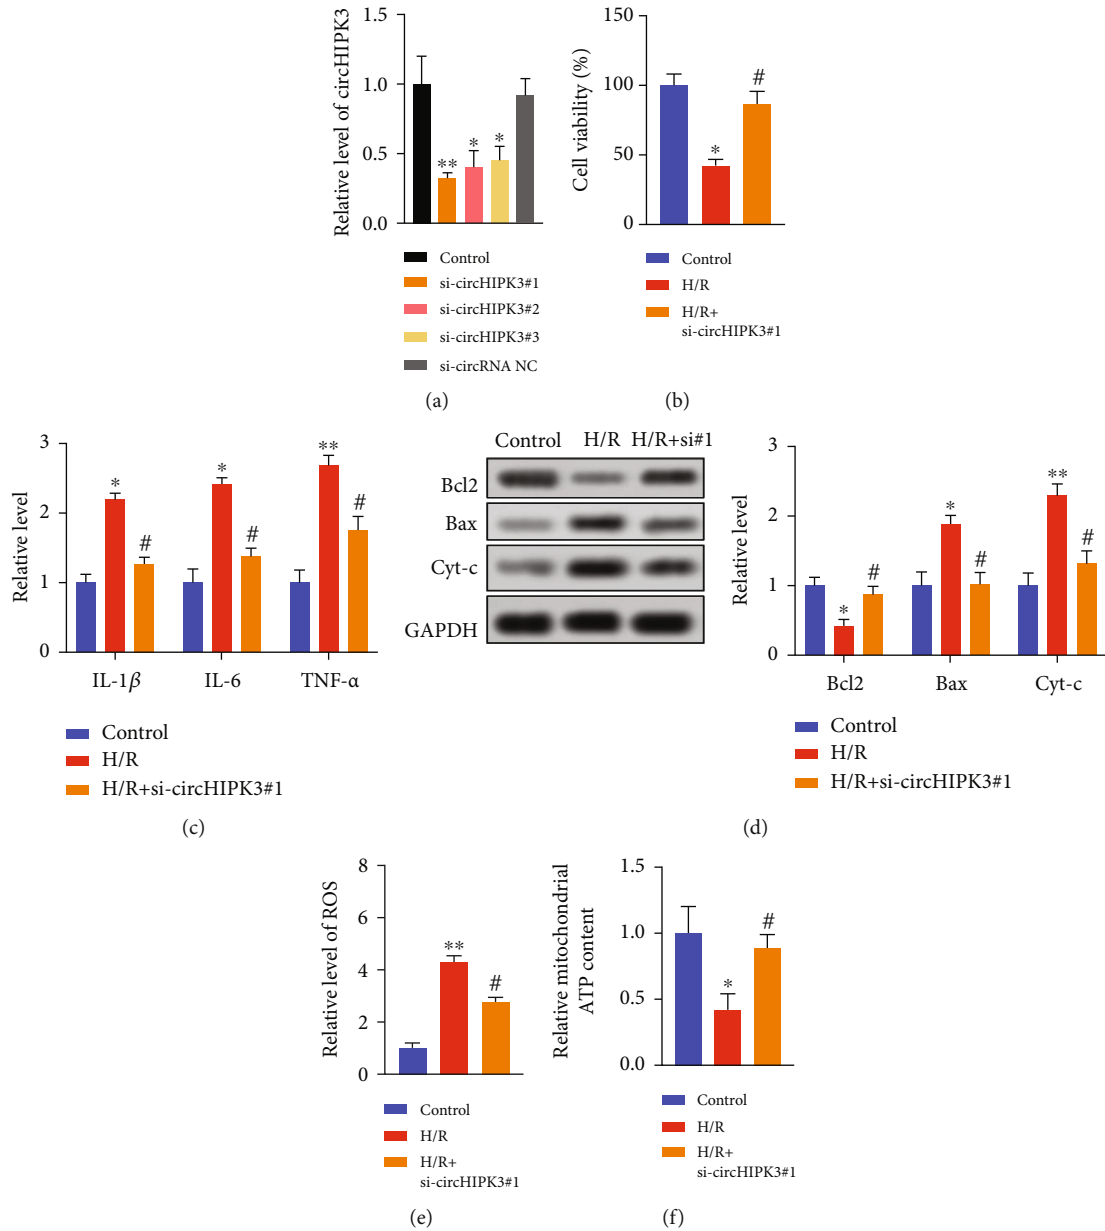 Relative level of circHIPK3
1.5
1.0
0.5
0.0
**
*
*
Control
si-circHIPK3#1
si-circHIPK3#2
si-circHIPK3#3
si-circRNA NC
(a)
Cell viability (%)
150
100
50
0
*
#
Control
H/R
H/R+
si-circHIPK3#1
(b)
Relative level
3
2
1
0
*
#
*
#
**
#
IL-1β
IL-6
TNF-α
Control
H/R
H/R+si-circHIPK3#1
(c)
Control H/R H/R+si#1
Bcl2
Bax
Cyt-c
GAPDH
Relative level
3
2
1
0
*
#
*
#
**
#
Bcl2
Bax
Cyt-c
Control
H/R
H/R+si-circHIPK3#1
(d)
Relative level of ROS
8
6
4
2
0
**
#
Control
H/R
H/R+
si-circHIPK3#1
(e)
Relative mitochondrial
ATP content
1.5
1.0
0.5
0.0
*
#
Control
H/R
H/R+
si-circHIPK3#1
(f)